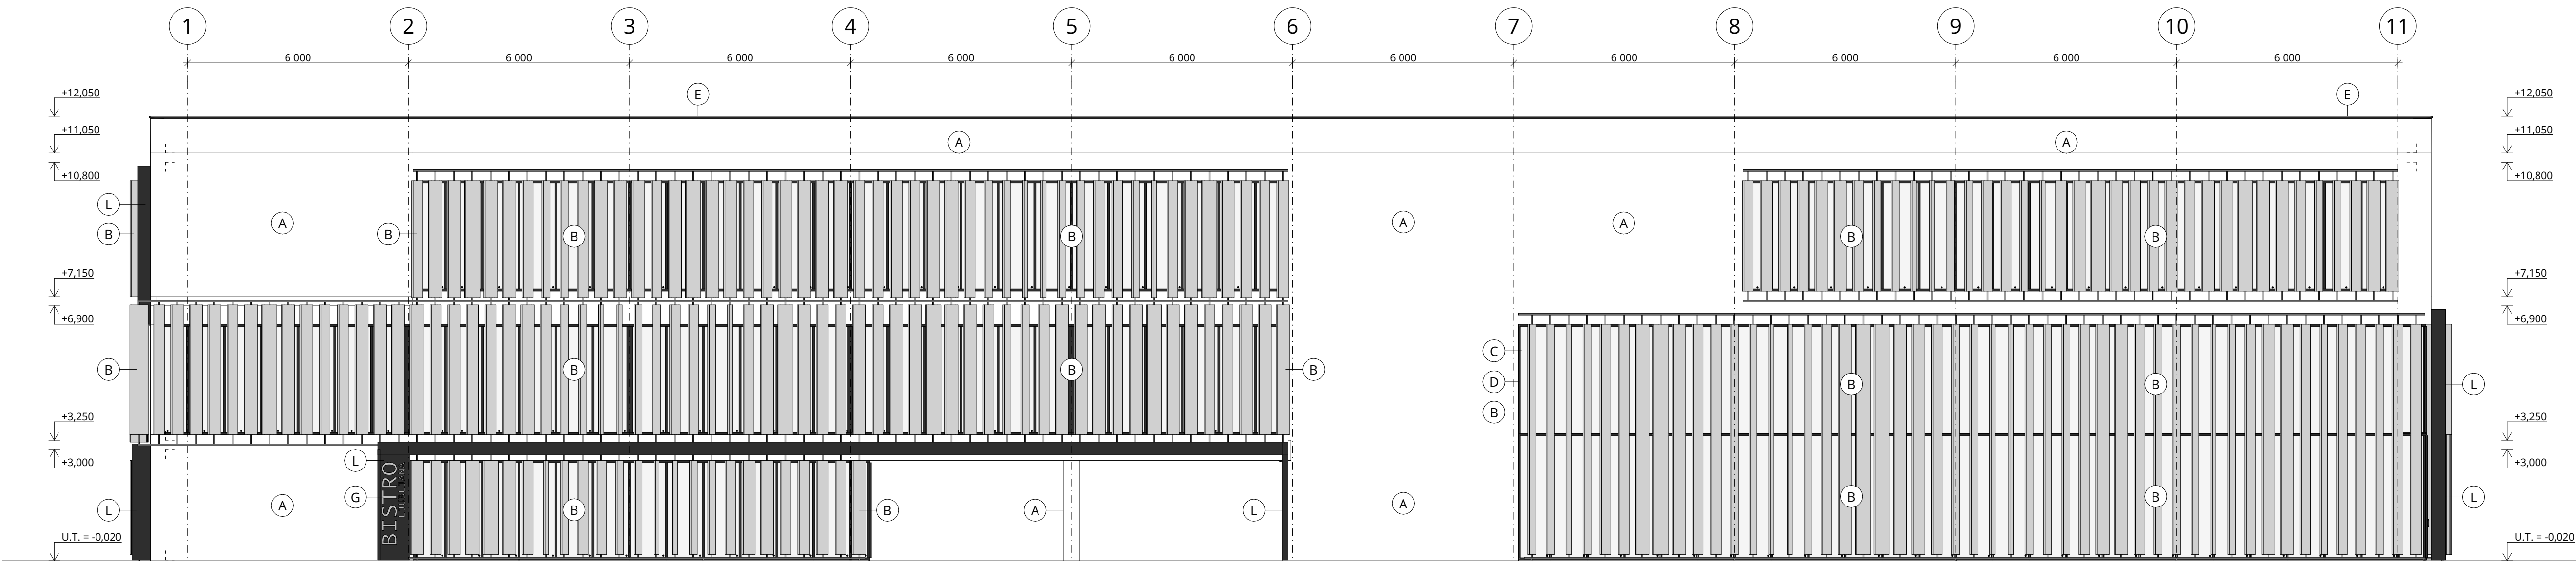 1 2 3 4 5 6 7 8 9 10 11
6 000 6 000 6 000 6 000 6 000 6 000 6 000 6 000 6 000 6 000
+12,050 E E +12,050
+11,050 A A +11,050
+10,800 +10,800
L
A A A
B B B B B B
+7,150 +7,150
+6,900 +6,900
C
B B B B
D B B L
B
+3,250 +3,250
L
+3,000 +3,000
G B B L
A A
L B B A L
BISTRO
U.T. = -0,020 U.T. = -0,020